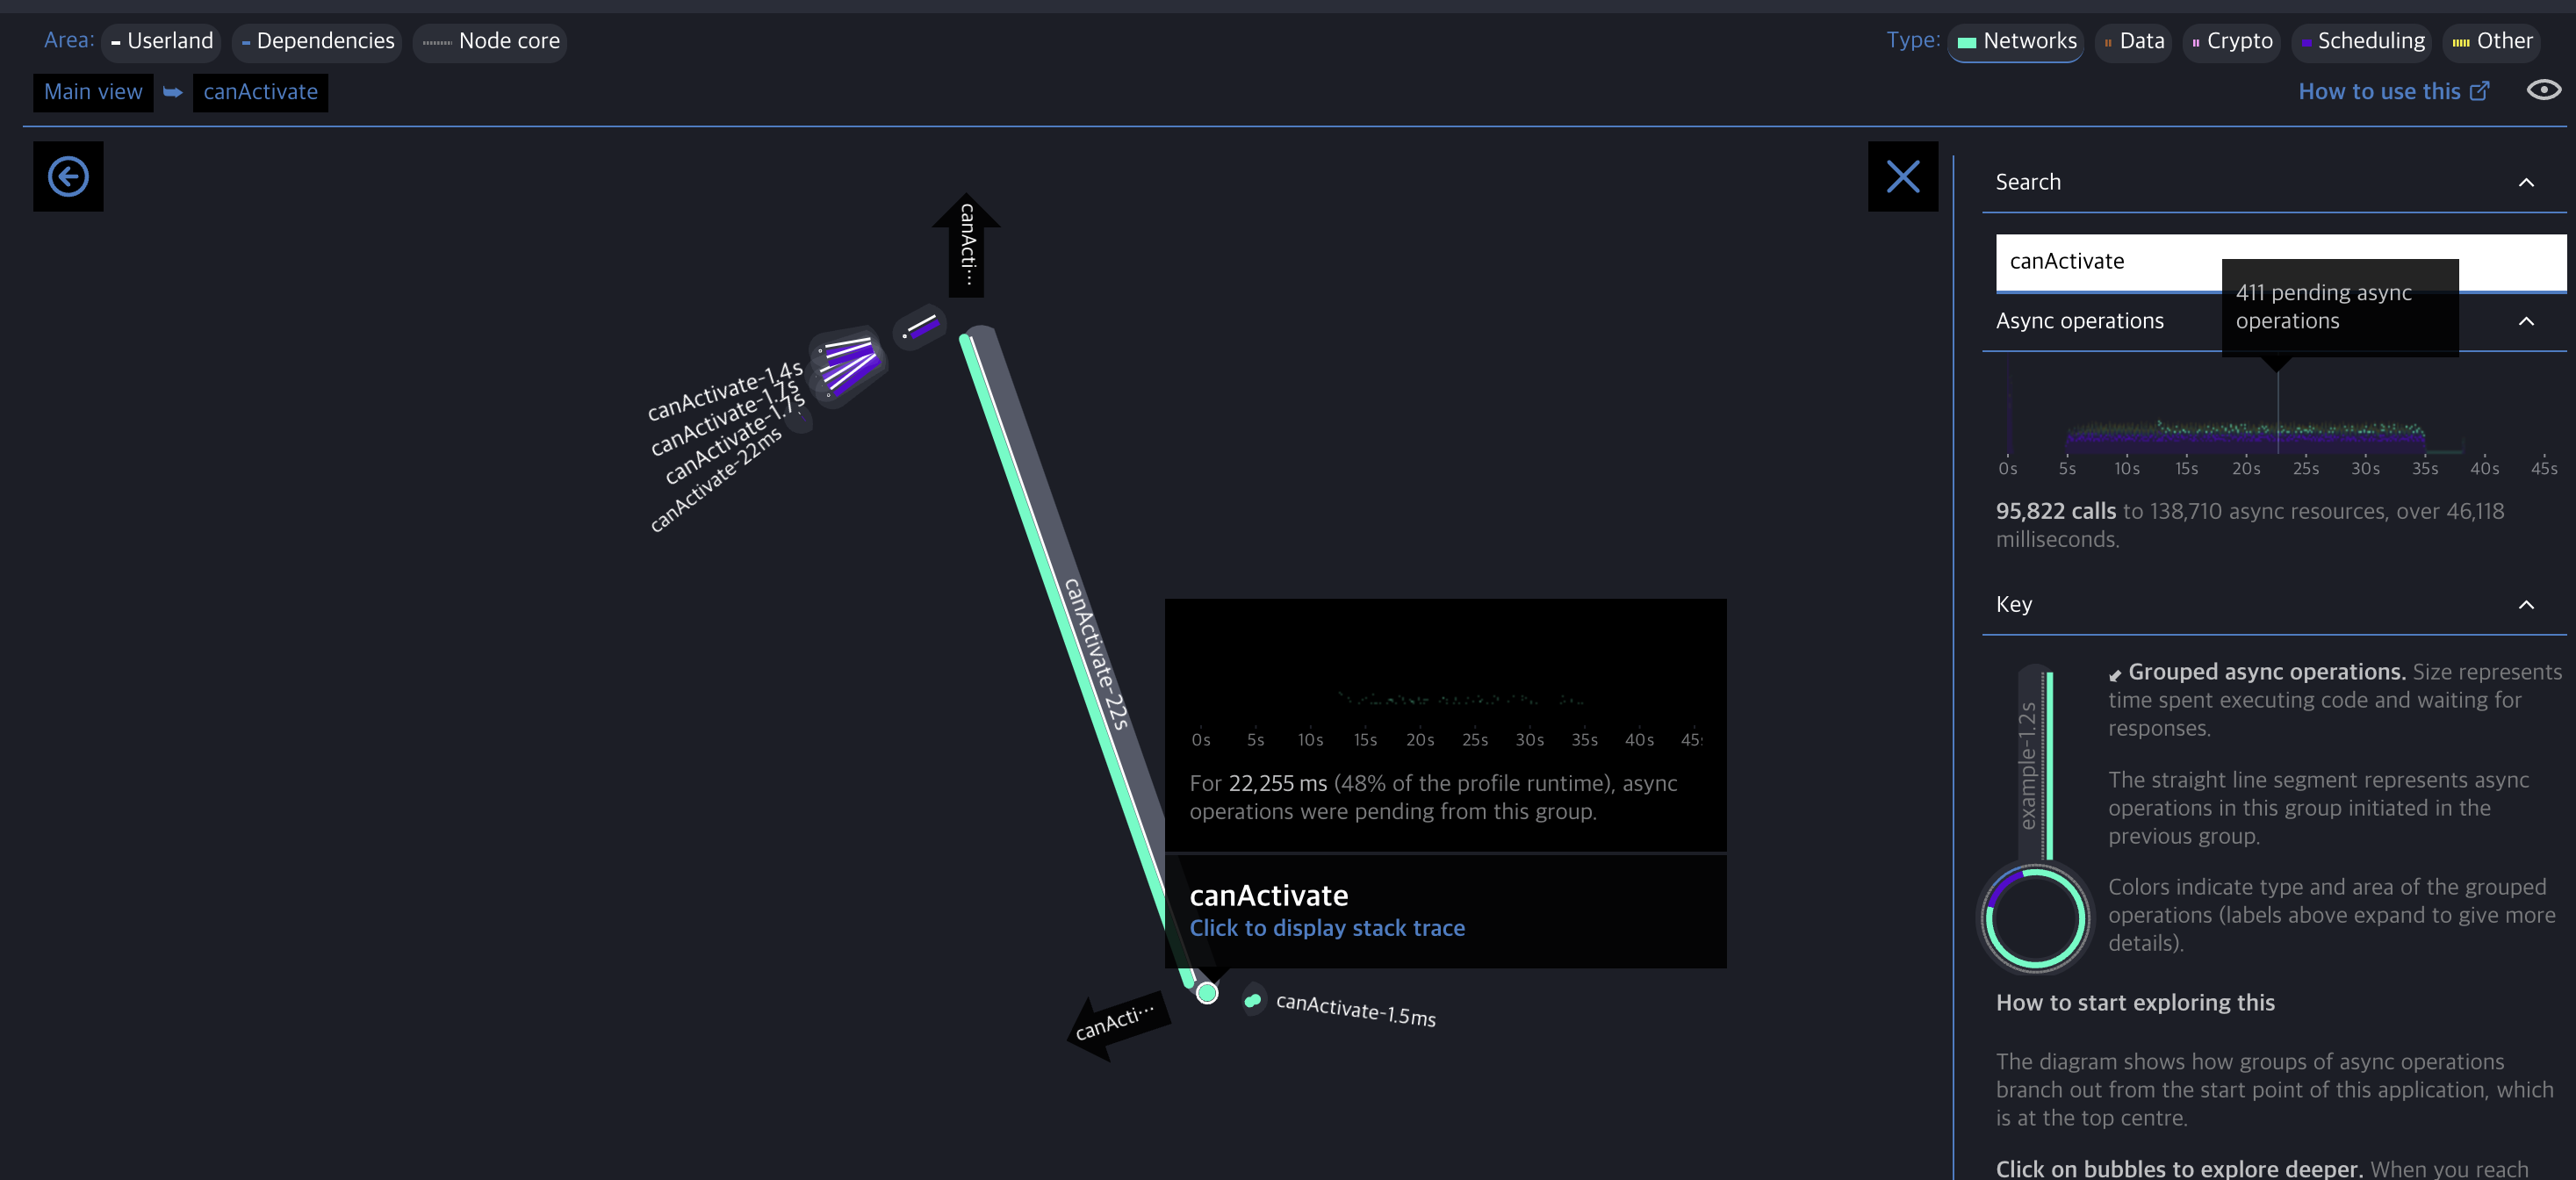 Area: Userland Dependencies Node core
Type: Networks Data Crypto Scheduling Other
Main view canActivate
How to use this
canActi…
canActivate-1.4s
canActivate-1.7s
canActivate-1.7s
canActivate-22ms
canActivate-22s
0s 5s 10s 15s 20s 25s 30s 35s 40s 45s
For 22,255 ms (48% of the profile runtime), async
operations were pending from this group.
canActivate
Click to display stack trace
canActi…
canActivate-1.5ms
Search
canActivate
411 pending async
operations
Async operations
0s 5s 10s 15s 20s 25s 30s 35s 40s 45s
95,822 calls to 138,710 async resources, over 46,118
milliseconds.
Key
example-1.2s
Grouped async operations. Size represents
time spent executing code and waiting for
responses.
The straight line segment represents async
operations in this group initiated in the
previous group.
Colors indicate type and area of the grouped
operations (labels above expand to give more
details).
How to start exploring this
The diagram shows how groups of async operations
branch out from the start point of this application, which
is at the top centre.
Click on bubbles to explore deeper. When you reach